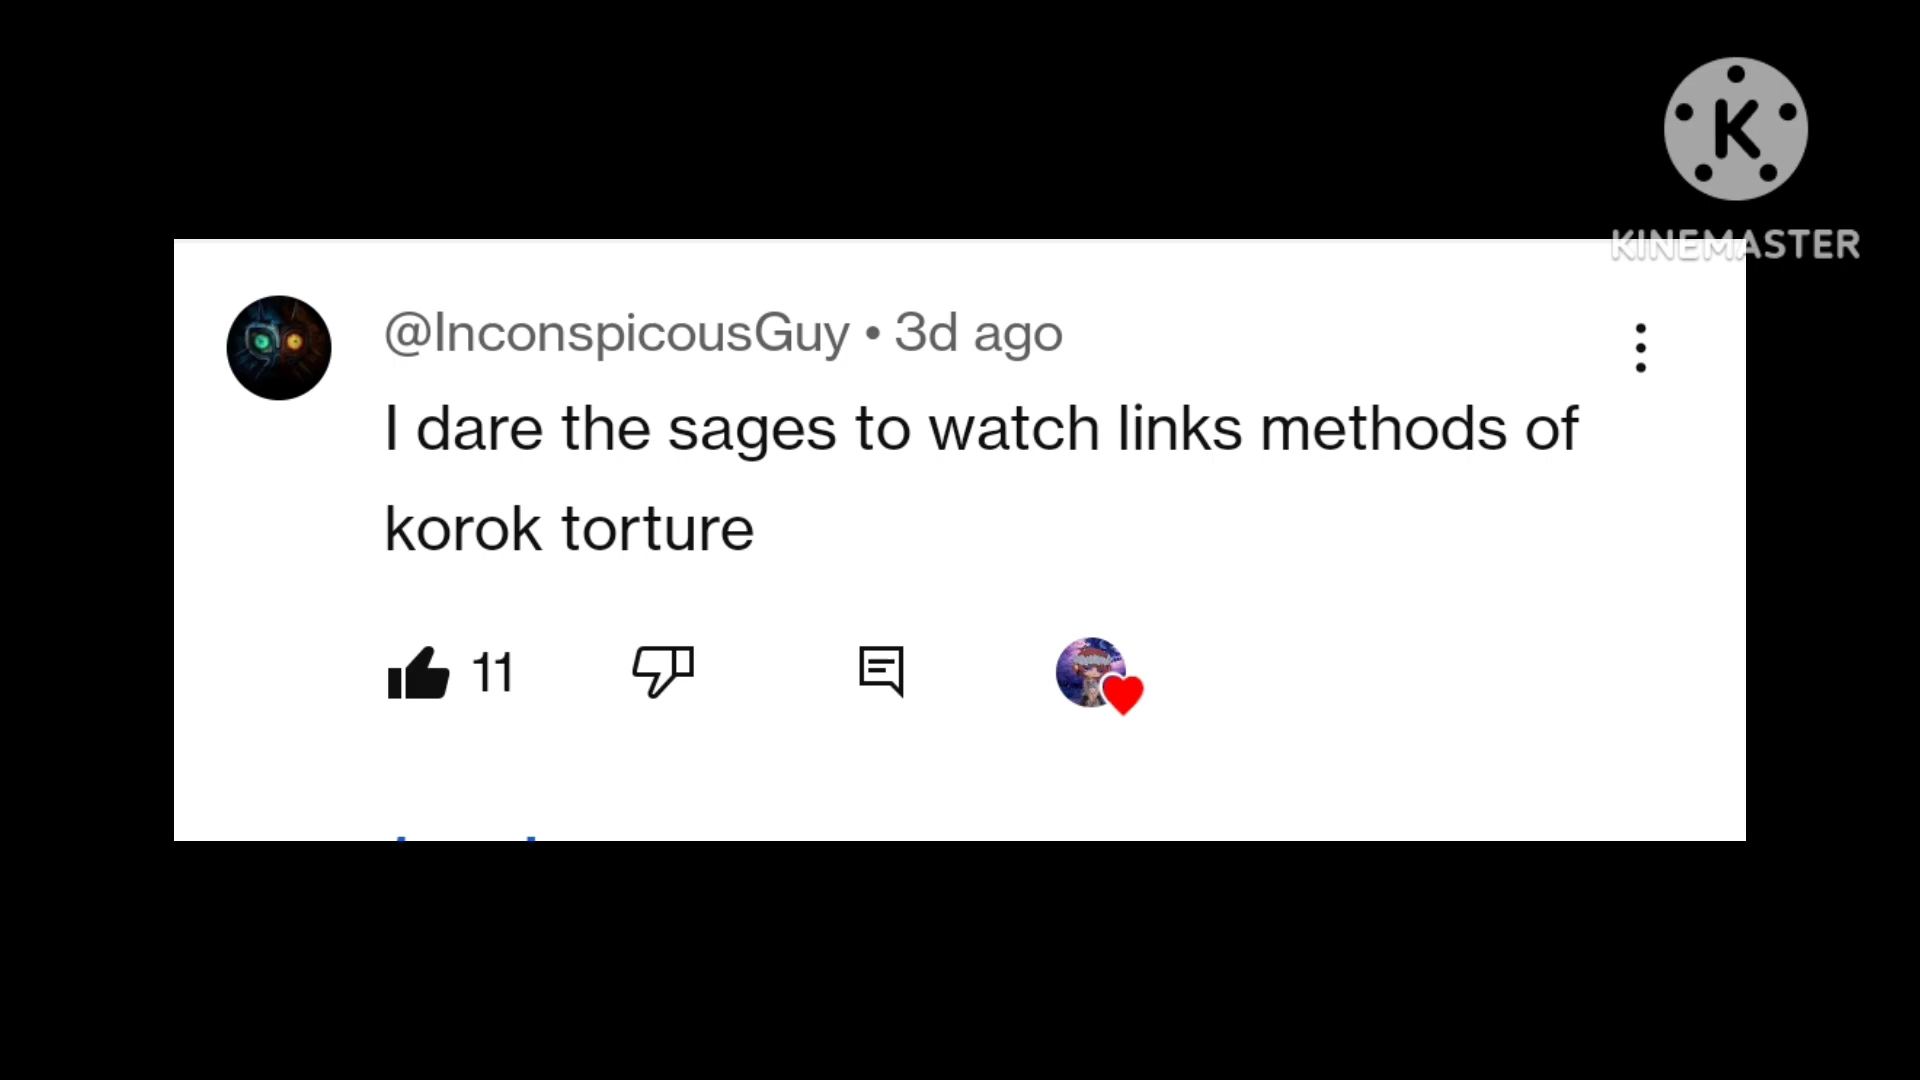 K
KINEMASTER
@InconspicousGuy • 3d ago
I dare the sages to watch links methods of
korok torture
11